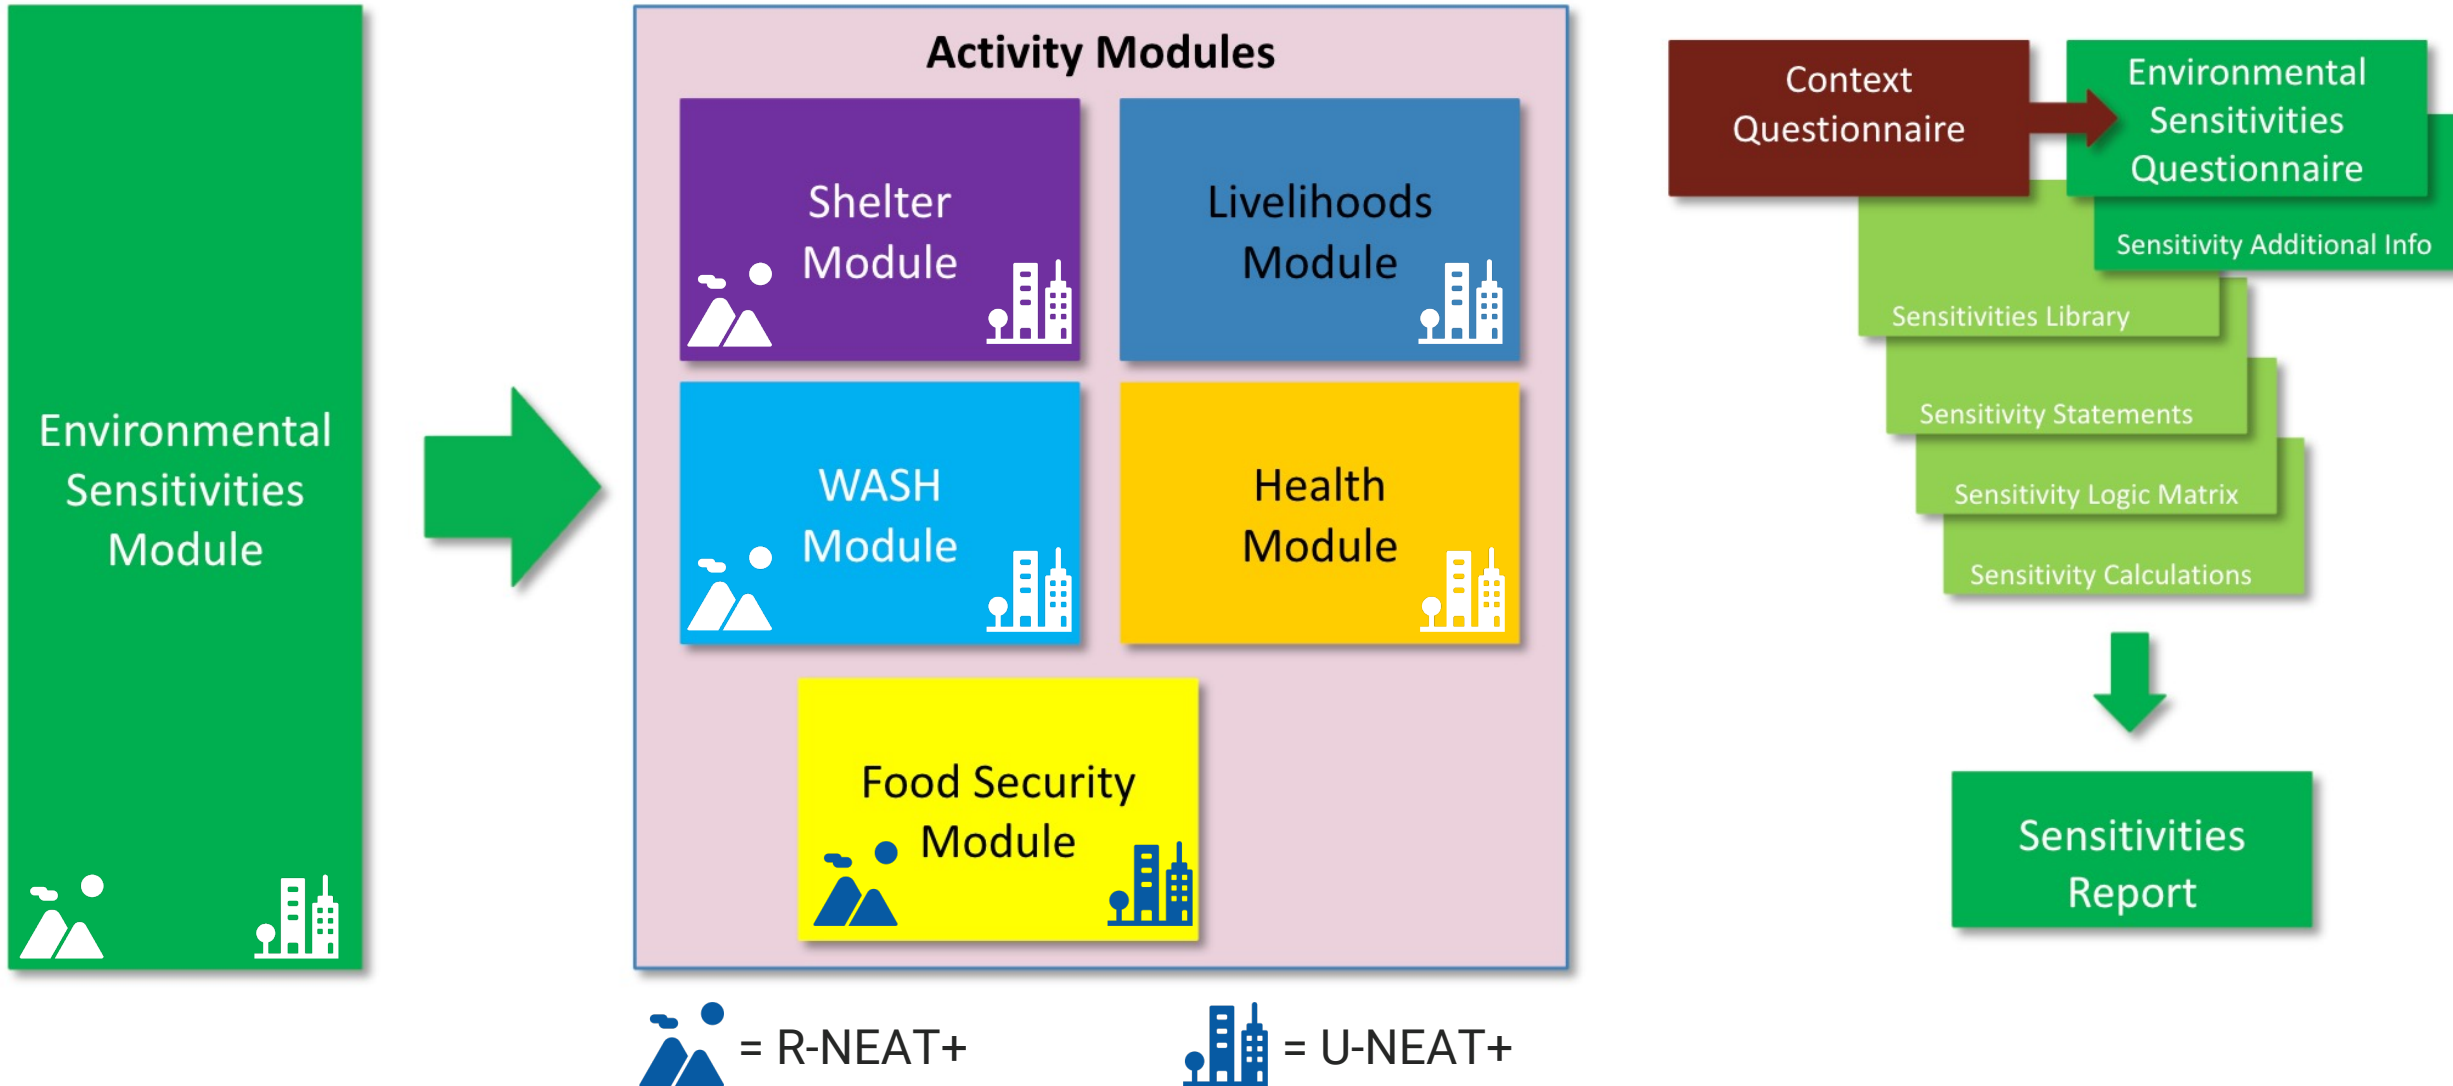 Environmental
Sensitivities
Module
Activity Modules
Shelter
Module
Livelihoods
Module
WASH
Module
Health
Module
Food Security
Module
= R-NEAT+
= U-NEAT+
Context
Questionnaire
Environmental
Sensitivities
Questionnaire
Sensitivity Additional Info
Sensitivities Library
Sensitivity Statements
Sensitivity Logic Matrix
Sensitivity Calculations
Sensitivities
Report